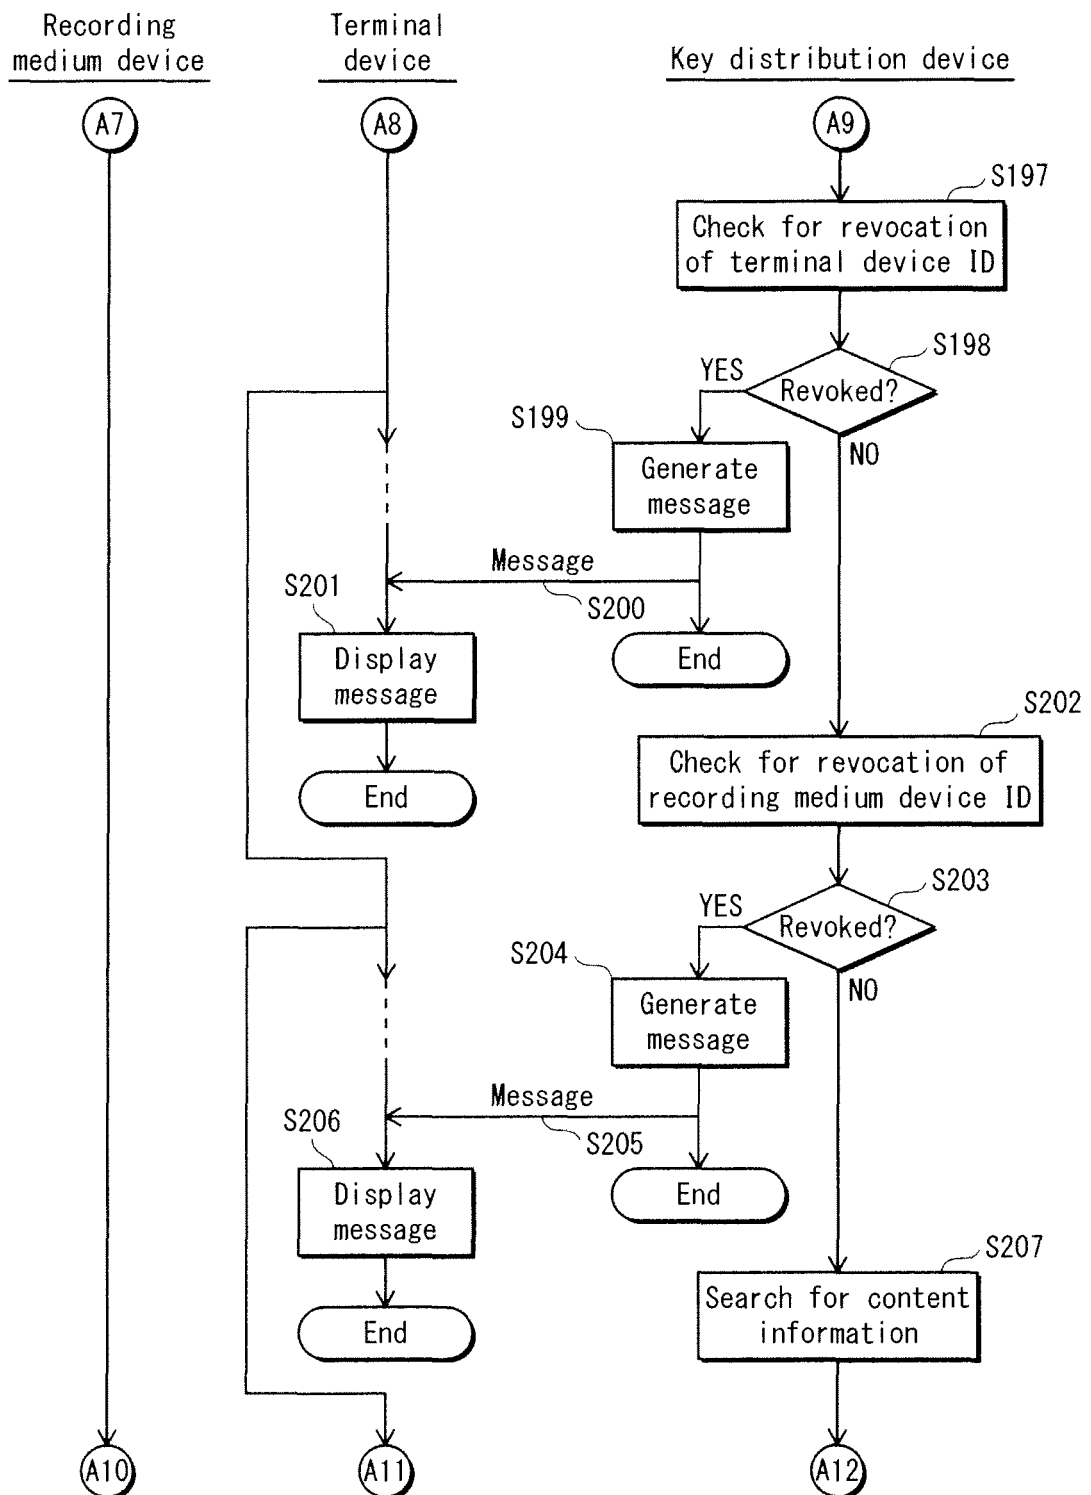 Recording
medium device
Terminal
device
Key distribution device
A7
A8
A9
S197
Check for revocation
of terminal device ID
S198
YES
Revoked?
NO
S199
Generate
message
Message
S200
S201
Display
message
End
End
S202
Check for revocation of
recording medium device ID
S203
YES
Revoked?
NO
S204
Generate
message
Message
S205
S206
Display
message
End
End
S207
Search for content
information
A10
A11
A12